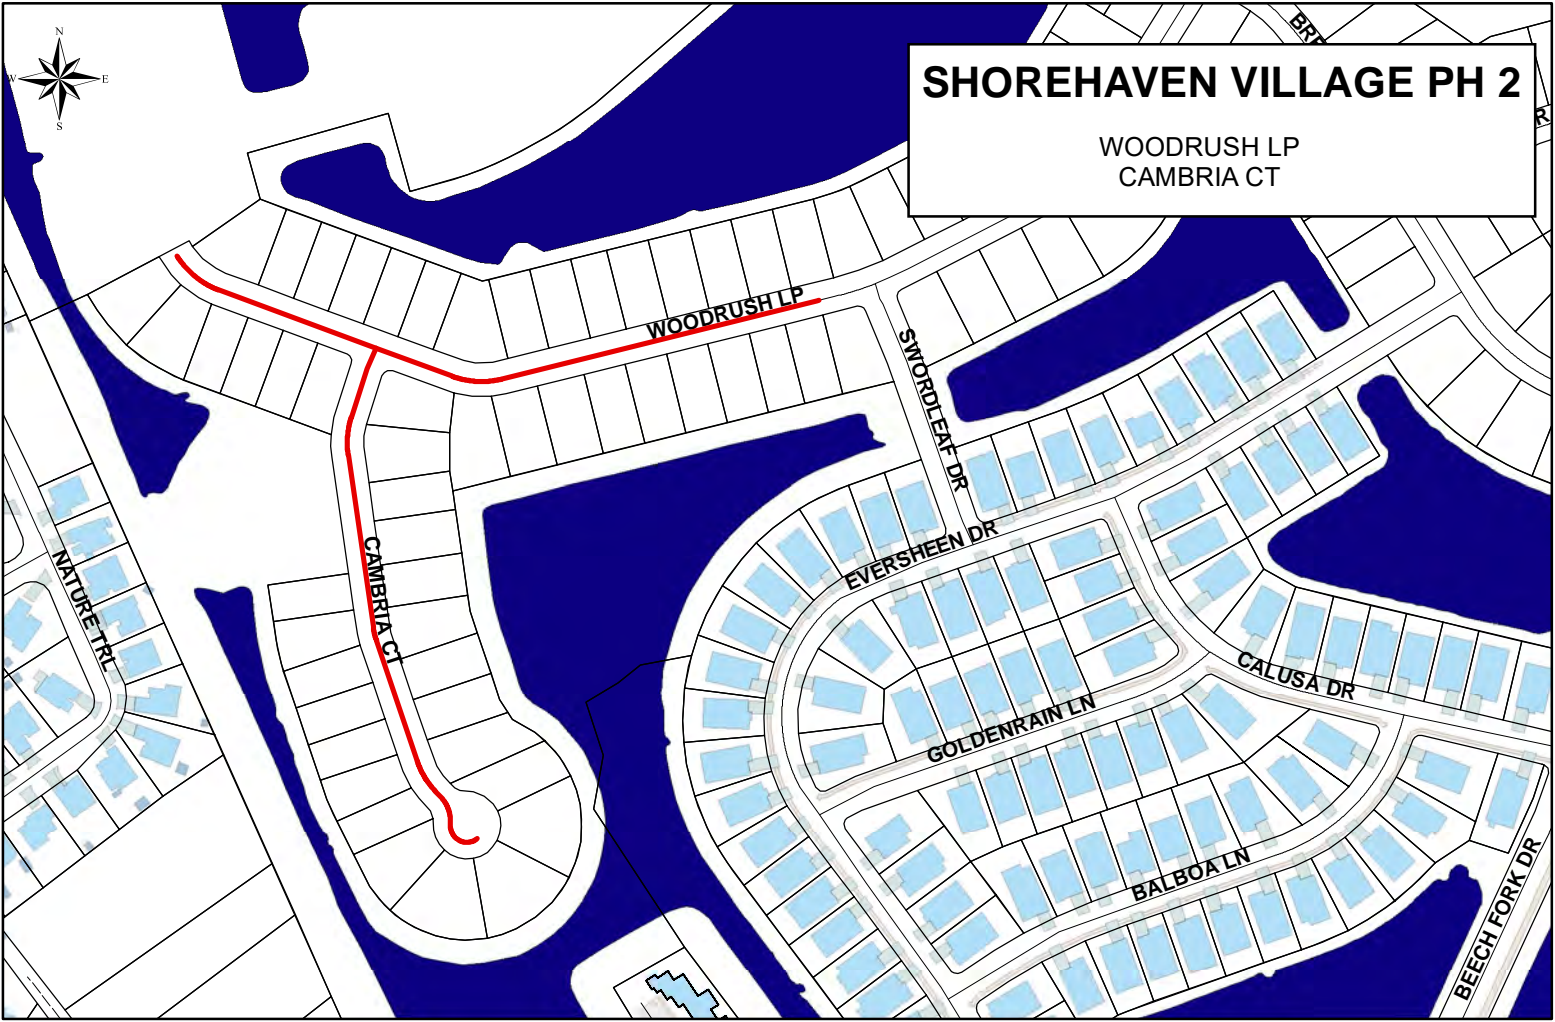 N
W
E
S
BRE
SHOREHAVEN VILLAGE PH 2
WOODRUSH LP
CAMBRIA CT
R
WOODRUSH LP
SWORDLEAF DR
EVERSHEEN DR
NATURE TRL
CAMBRIA CT
CALUSA DR
GOLDENRAIN LN
BALBOA LN
BEECH FORK DR